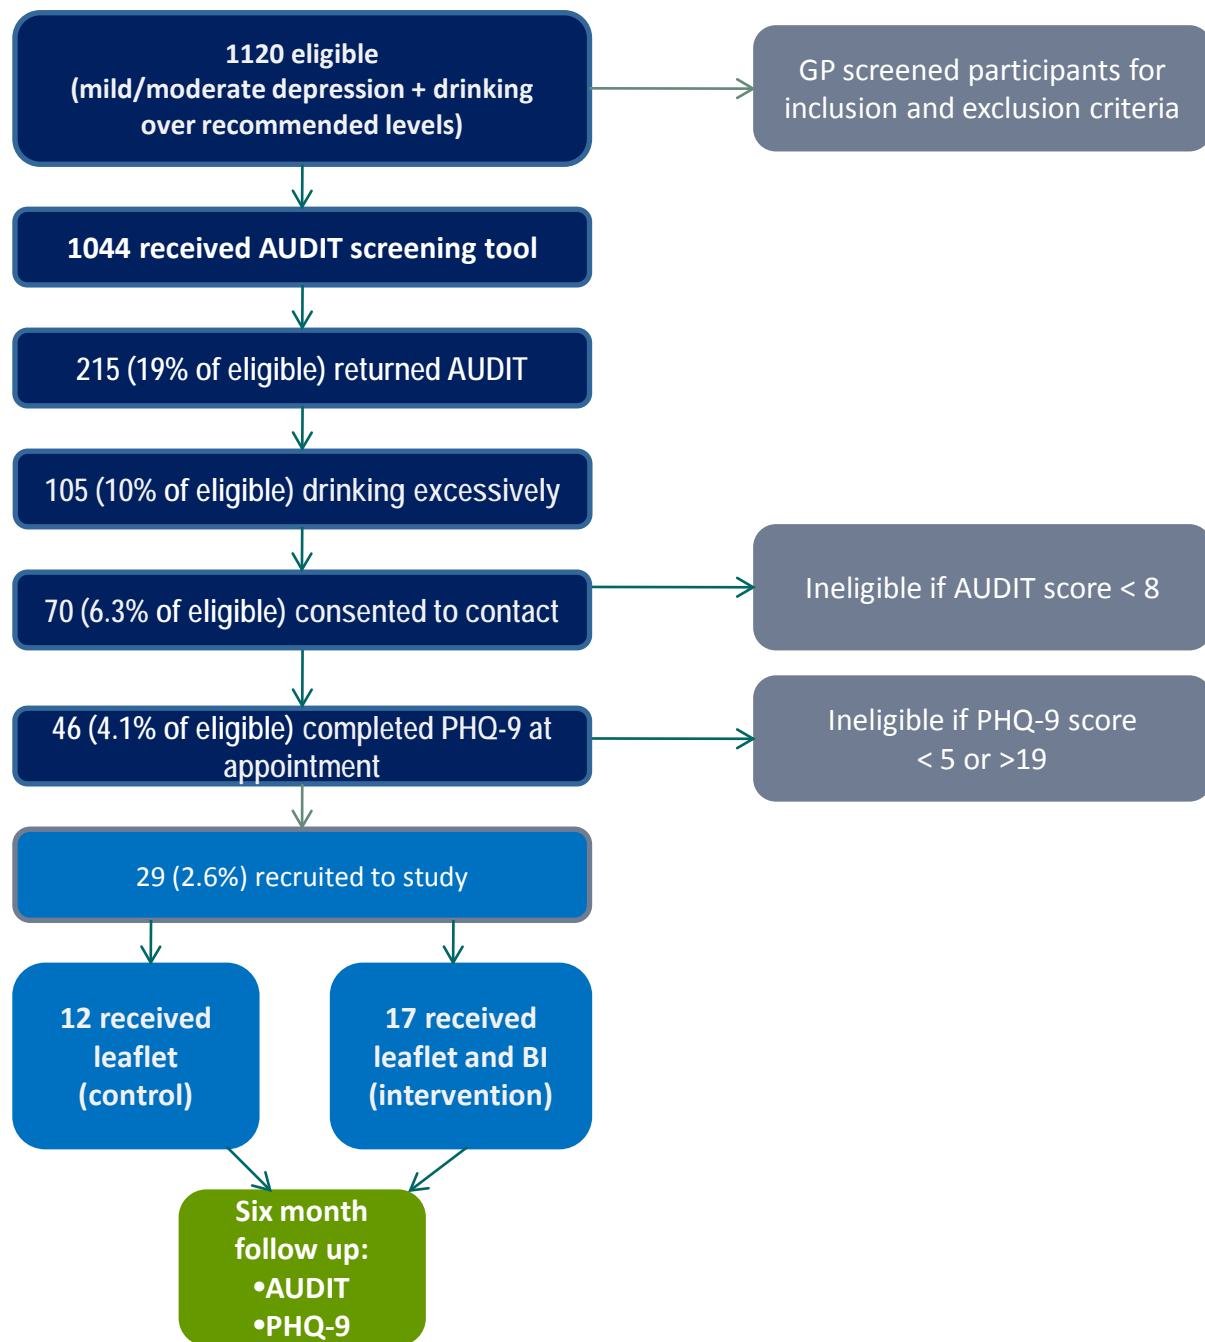 1120 eligible
(mild/moderate depression + drinking
over recommended levels)
GP screened participants for
inclusion and exclusion criteria
1044 received AUDIT screening tool
215 (19% of eligible) returned AUDIT
105 (10% of eligible) drinking excessively
70 (6.3% of eligible) consented to contact
Ineligible if AUDIT score < 8
46 (4.1% of eligible) completed PHQ-9 at
appointment
Ineligible if PHQ-9 score
< 5 or >19
29 (2.6%) recruited to study
12 received
leaflet
(control)
17 received
leaflet and BI
(intervention)
Six month
follow up:
•AUDIT
•PHQ-9